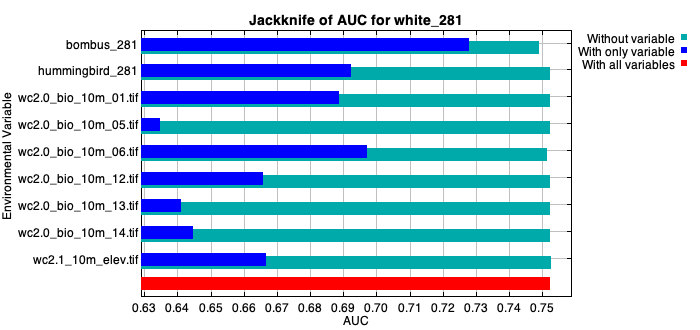 Jackknife of AUC for white_281
Without variable
With only variable
With all variables
Environmental Variable
bombus_281
hummingbird_281
wc2.0_bio_10m_01.tif
wc2.0_bio_10m_05.tif
wc2.0_bio_10m_06.tif
wc2.0_bio_10m_12.tif
wc2.0_bio_10m_13.tif
wc2.0_bio_10m_14.tif
wc2.1_10m_elev.tif
0.63 0.64 0.65 0.66 0.67 0.68 0.69 0.70 0.71 0.72 0.73 0.74 0.75
AUC